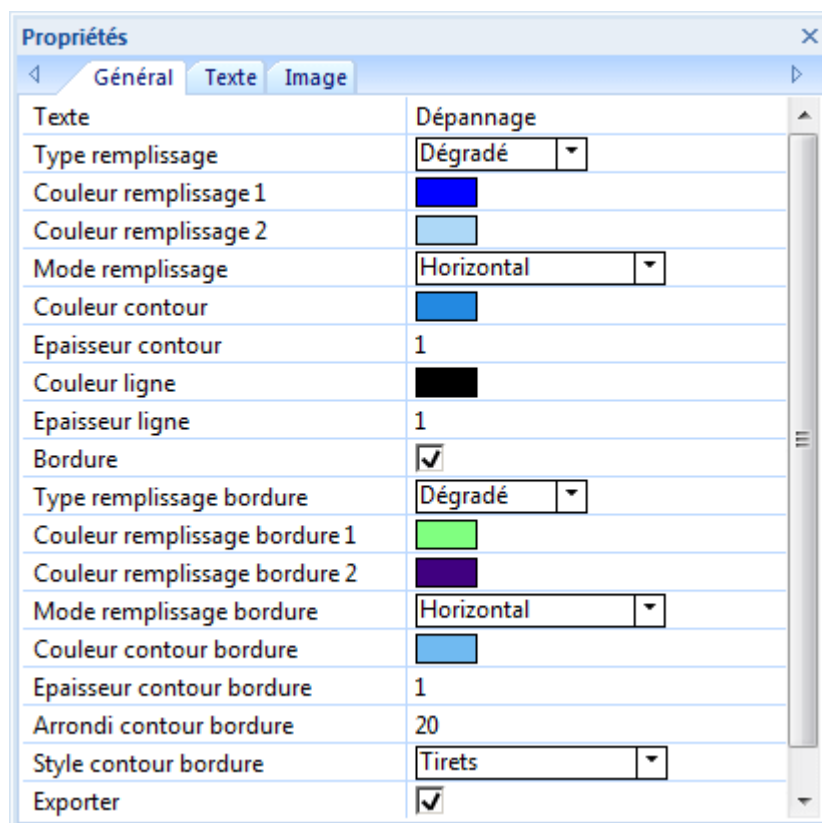 Propriétés
Général Texte Image
Texte Dépannage
Type remplissage Dégradé
Couleur remplissage 1
Couleur remplissage 2
Mode remplissage Horizontal
Couleur contour
Epaisseur contour 1
Couleur ligne
Epaisseur ligne 1
Bordure
Type remplissage bordure Dégradé
Couleur remplissage bordure 1
Couleur remplissage bordure 2
Mode remplissage bordure Horizontal
Couleur contour bordure
Epaisseur contour bordure 1
Arrondi contour bordure 20
Style contour bordure Tirets
Exporter